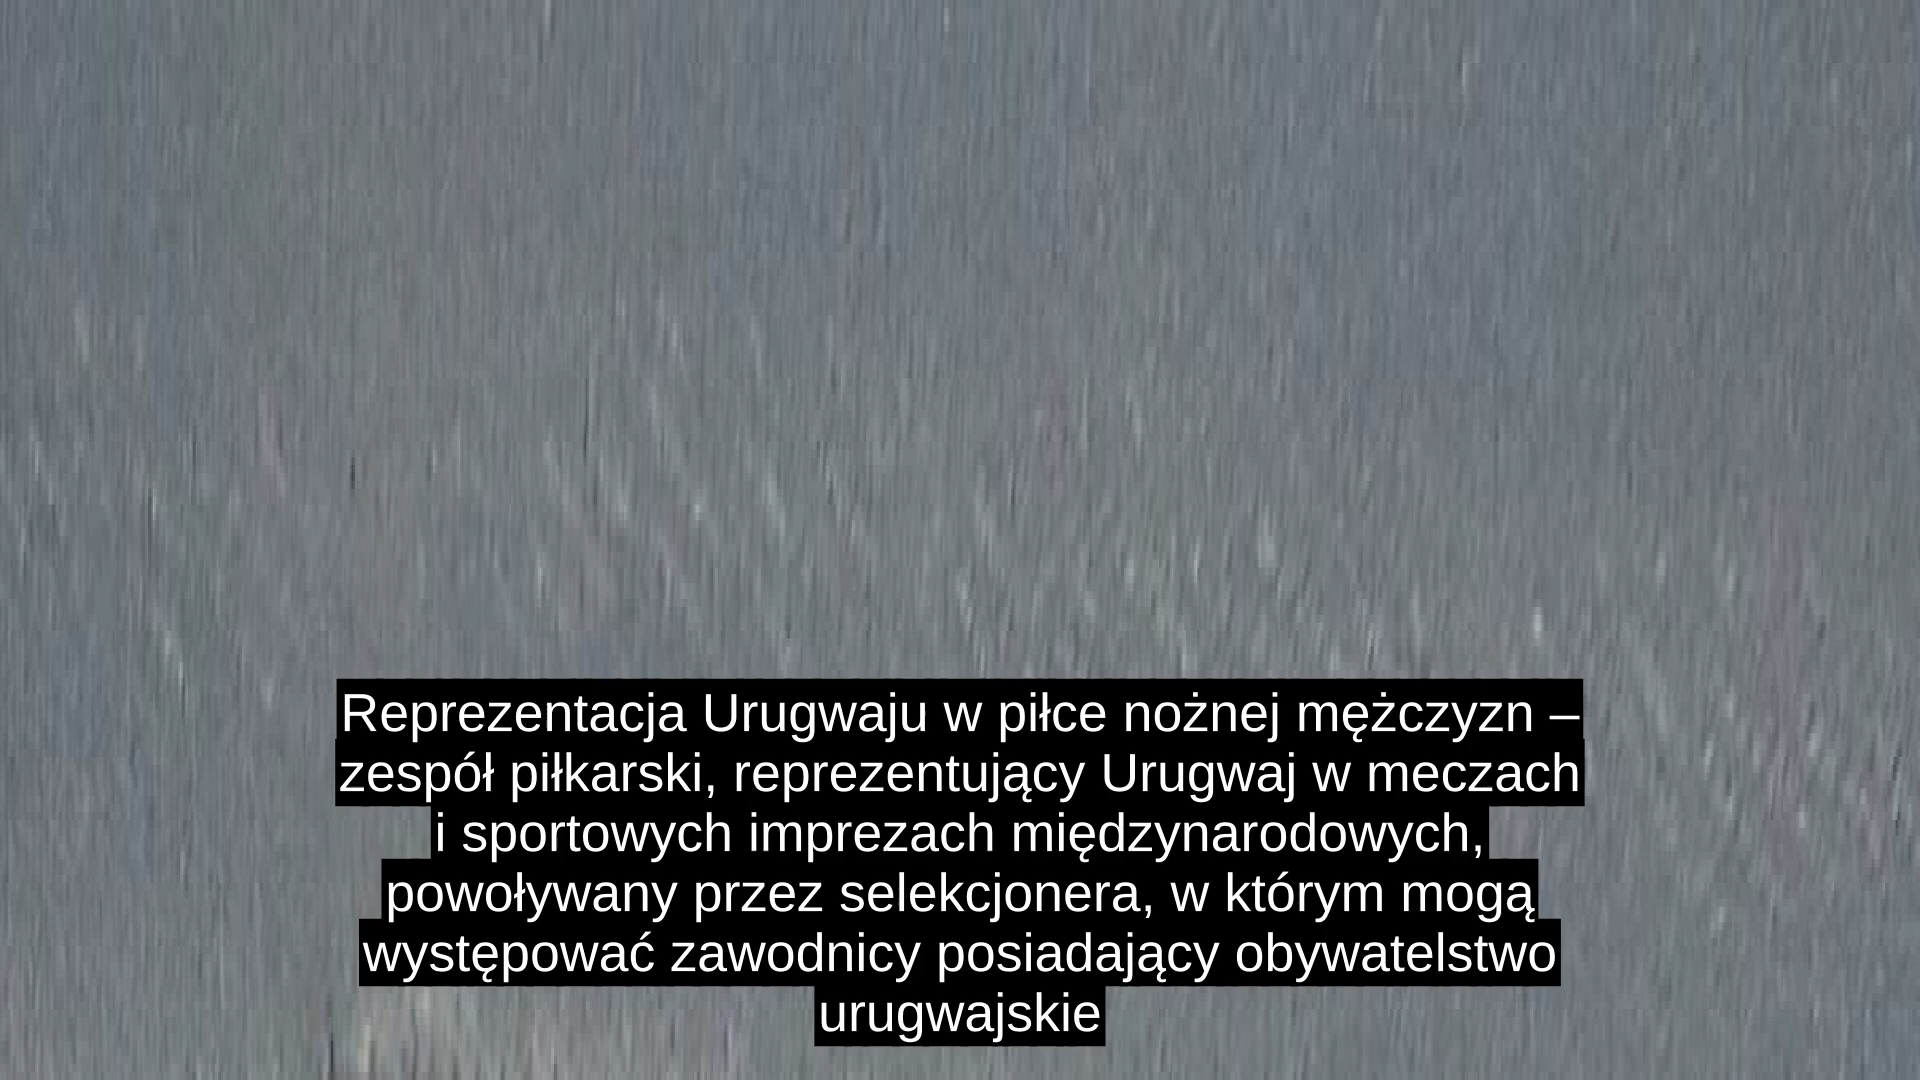 Reprezentacja Urugwaju w piłce nożnej mężczyzn –
zespół piłkarski, reprezentujący Urugwaj w meczach
i sportowych imprezach międzynarodowych,
powoływany przez selekcjonera, w którym mogą
występować zawodnicy posiadający obywatelstwo
urugwajskie